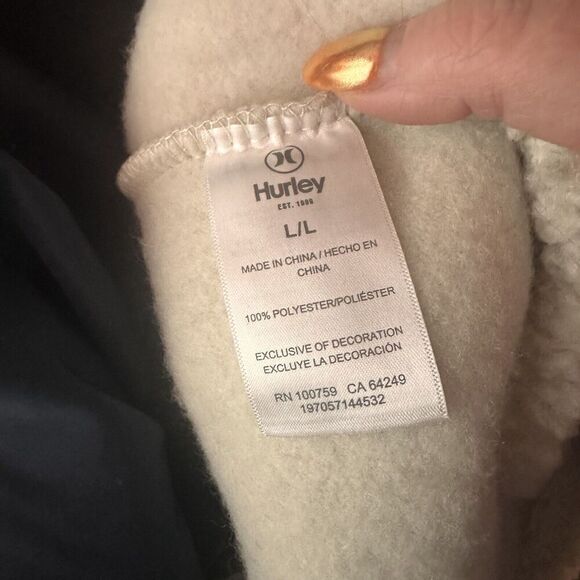 Hurley
EST. 1999
L/L
MADE IN CHINA / HECHO EN
CHINA
100% POLYESTER/POLIÉSTER
EXCLUSIVE OF DECORATION
EXCLUYE LA DECORACIÓN
RN 100759 CA 64249
197057144532